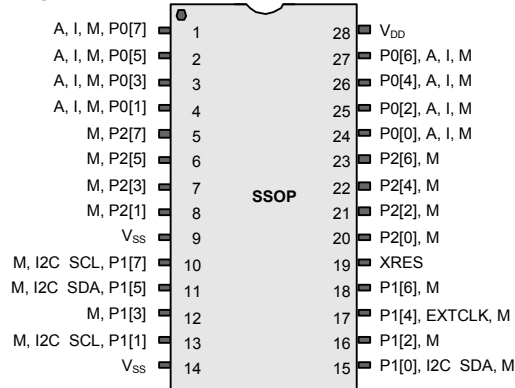 A, I, M, P0[7] 1 28 VDD
A, I, M, P0[5] 2 27 P0[6], A, I, M
A, I, M, P0[3] 3 26 P0[4], A, I, M
A, I, M, P0[1] 4 25 P0[2], A, I, M
M, P2[7] 5 24 P0[0], A, I, M
M, P2[5] 6 23 P2[6], M
M, P2[3] 7 SSOP 22 P2[4], M
M, P2[1] 8 21 P2[2], M
Vss 9 20 P2[0], M
M, I2C SCL, P1[7] 10 19 XRES
M, I2C SDA, P1[5] 11 18 P1[6], M
M, P1[3] 12 17 P1[4], EXTCLK, M
M, I2C SCL, P1[1] 13 16 P1[2], M
Vss 14 15 P1[0], I2C SDA, M